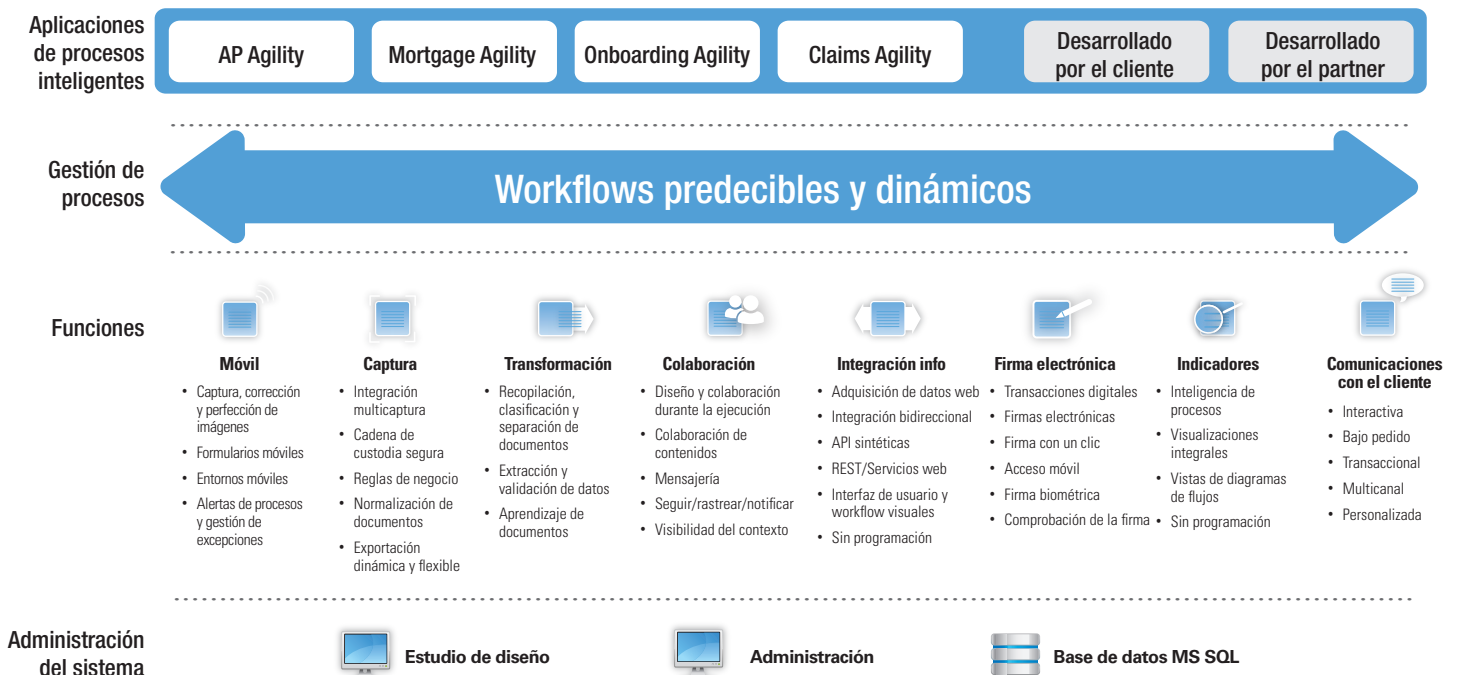 Aplicaciones
de procesos
inteligentes
AP Agility
Mortgage Agility
Onboarding Agility
Claims Agility
Desarrollado
por el cliente
Desarrollado
por el partner
Gestión de
procesos
Workflows predecibles y dinámicos
Funciones
Móvil
• Captura, corrección
y perfección de
imágenes
• Formularios móviles
• Entornos móviles
• Alertas de procesos
y gestión de
excepciones
Captura
• Integración
multicaptura
• Cadena de
custodia segura
• Reglas de negocio
• Normalización de
documentos
• Exportación
dinámica y flexible
Transformación
• Recopilación,
clasificación y
separación de
documentos
• Extracción y
validación de datos
• Aprendizaje de
documentos
Colaboración
• Diseño y colaboración
durante la ejecución
• Colaboración de
contenidos
• Mensajería
• Seguir/rastrear/notificar
• Visibilidad del contexto
Integración info
• Adquisición de datos web
• Integración bidireccional
• API sintéticas
• REST/Servicios web
• Interfaz de usuario y
workflow visuales
• Sin programación
Firma electrónica
• Transacciones digitales
• Firmas electrónicas
• Firma con un clic
• Acceso móvil
• Firma biométrica
• Comprobación de la firma
Indicadores
• Inteligencia de
procesos
• Visualizaciones
integrales
• Vistas de diagramas
de flujos
• Sin programación
Comunicaciones
con el cliente
• Interactiva
• Bajo pedido
• Transaccional
• Multicanal
• Personalizada
Administración
del sistema
Estudio de diseño
Administración
Base de datos MS SQL